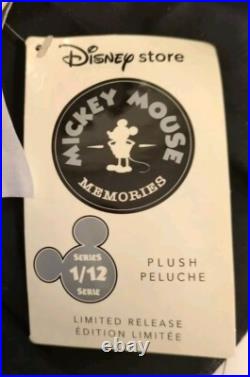 Disney store
MICKEY MOUSE
MEMORIES
SERIES
1/12
SERIE
PLUSH
PELUCHE
LIMITED RELEASE
ÉDITION LIMITÉE